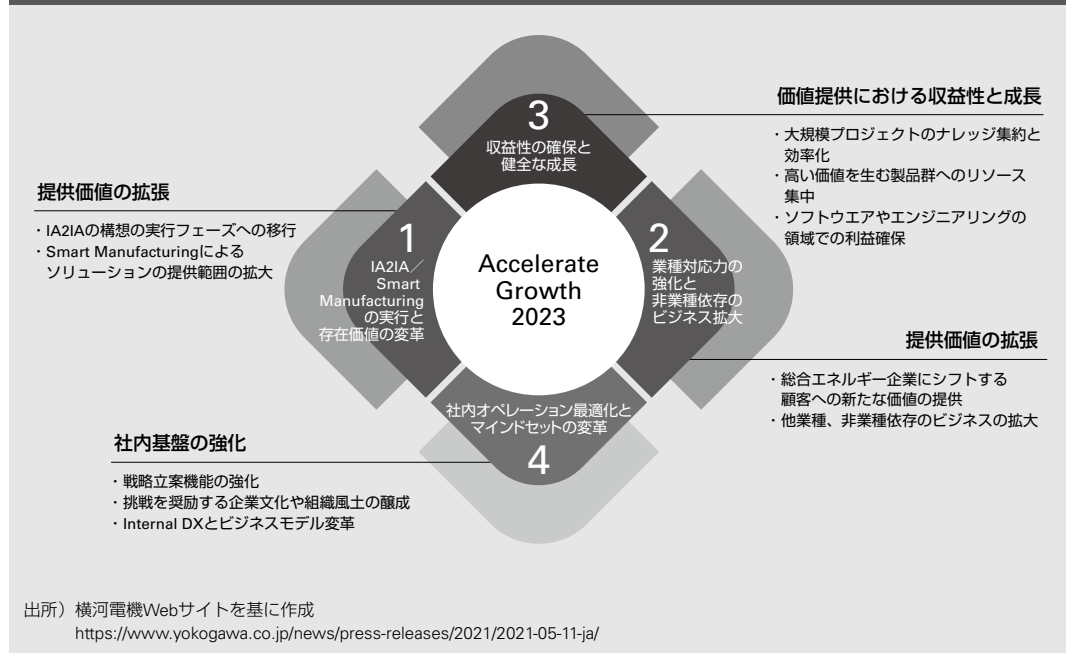 3
収益性の確保と
健全な成長
価値提供における収益性と成長
・大規模プロジェクトのナレッジ集約と
効率化
・高い価値を生む製品群へのリソース
集中
・ソフトウエアやエンジニアリングの
領域での利益確保
提供価値の拡張
・IA2IAの構想の実行フェーズへの移行
・Smart Manufacturingによる
ソリューションの提供範囲の拡大
1
IA2IA／
Smart
Manufacturing
の実行と
存在価値の変革
Accelerate
Growth
2023
2
業種対応力の
強化と
非業種依存の
ビジネス拡大
提供価値の拡張
・総合エネルギー企業にシフトする
顧客への新たな価値の提供
・他業種、非業種依存のビジネスの拡大
社内オペレーション最適化と
マインドセットの変革
4
社内基盤の強化
・戦略立案機能の強化
・挑戦を奨励する企業文化や組織風土の醸成
・Internal DXとビジネスモデル変革
出所）横河電機Webサイトを基に作成
https://www.yokogawa.co.jp/news/press-releases/2021/2021-05-11-ja/